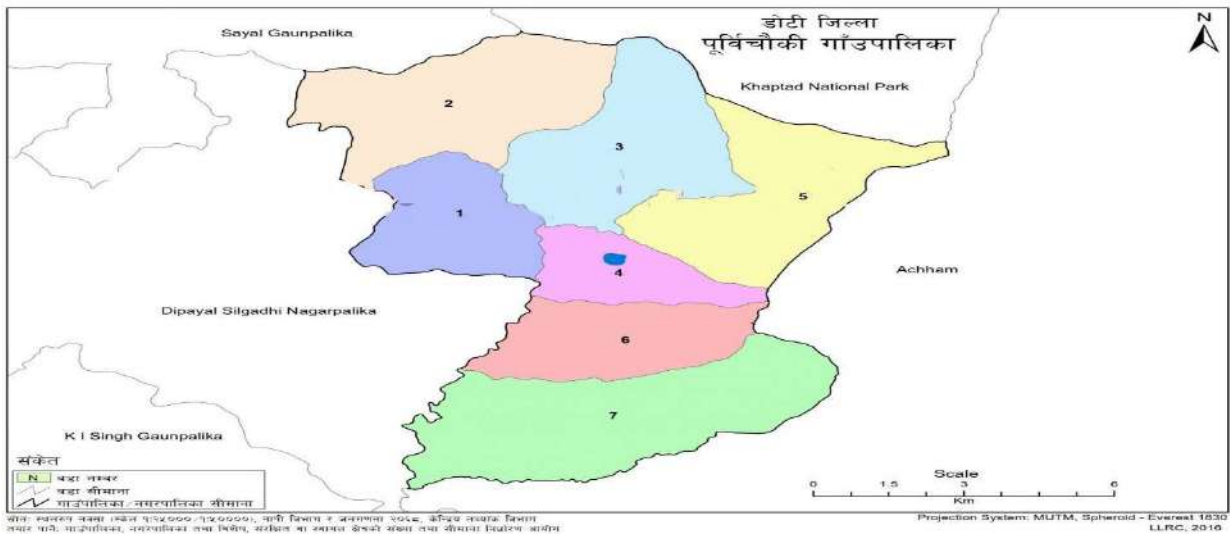 डोटी जिल्ला
पूर्विचौकी गाँउपालिका
N
Sayal Gaunpalika
Khaptad National Park
2
3
5
1
4
Achham
Dipayal Silgadhi Nagarpalika
6
7
K I Singh Gaunpalika
संकेत
N वडा नम्बर
वडा सीमाना
गाउँपालिका/नगरपालिका सीमाना
Scale
0 1.5 3 6
Km
Projection System: MUTM, Spheroid - Everest 1830
LLRC, 2016